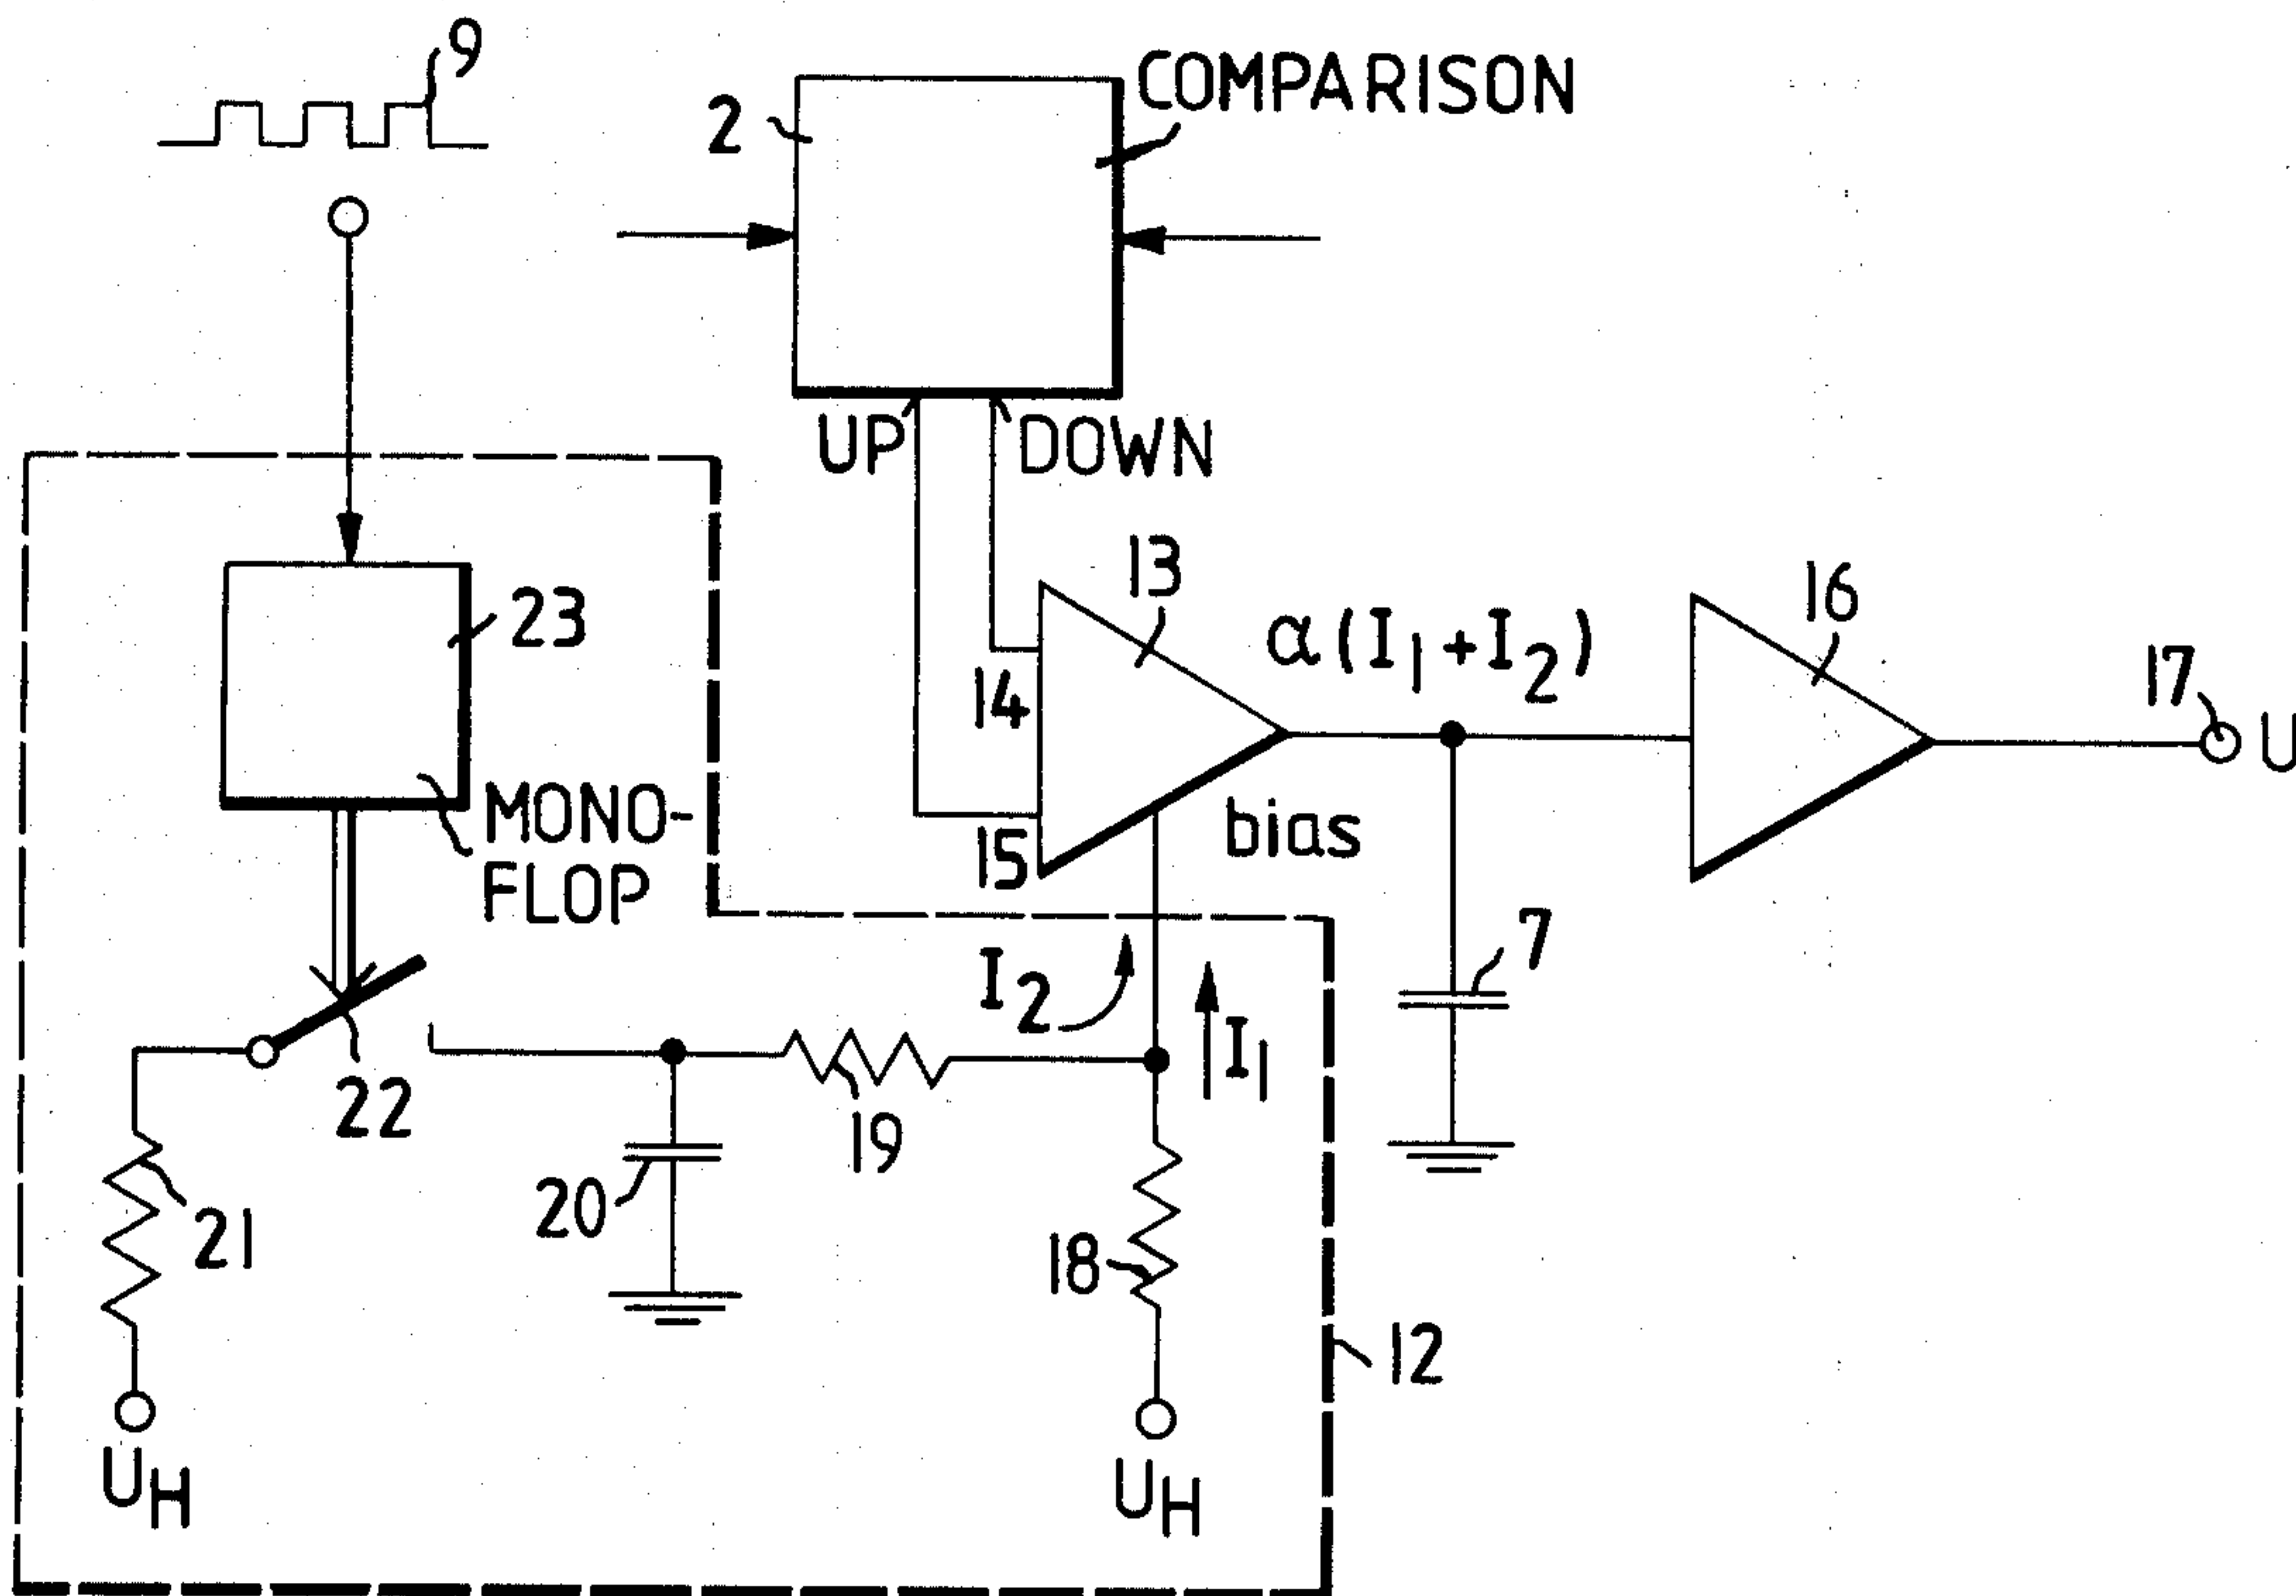 9
COMPARISON
2
UP
DOWN
13
16
23
α(I1+I2)
17
14
U
MONO-
FLOP
bias
15
7
I2
I1
22
19
20
21
18
12
UH
UH